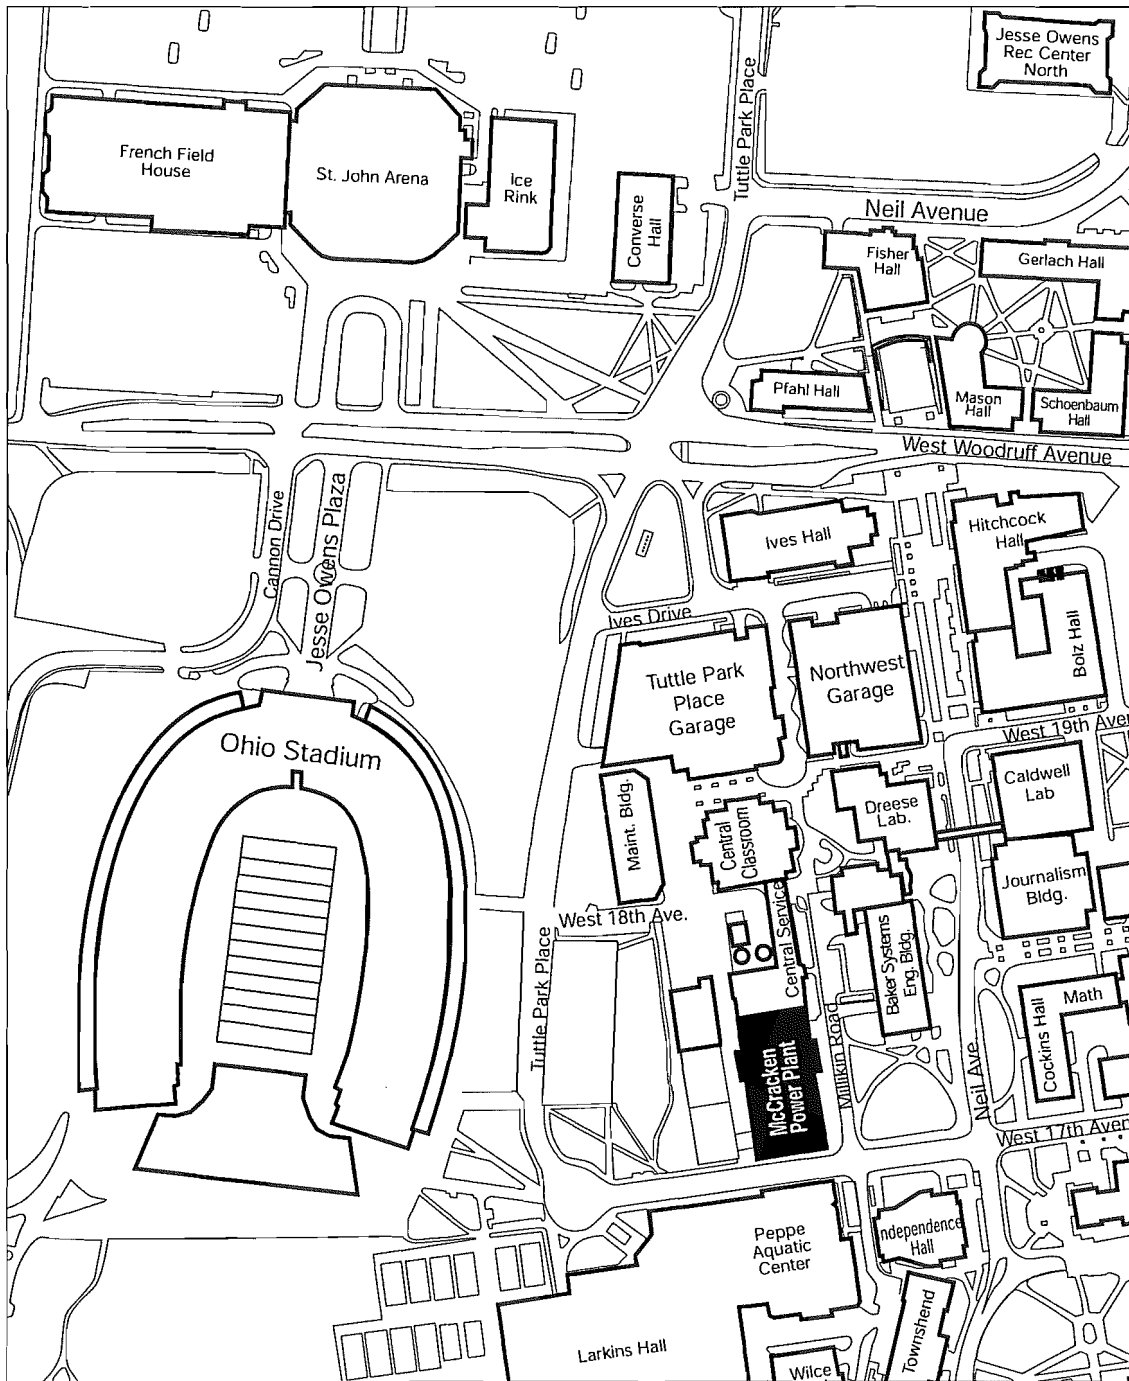 Jesse Owens
Rec Center
North
Tuttle Park Place
French Field
House
St. John Arena
Ice
Rink
Converse
Hall
Neil Avenue
Fisher
Hall
Gerlach Hall
Pfahl Hall
Mason
Hall
Schoenbaum
Hall
West Woodruff Avenue
Cannon Drive
Jesse Owens Plaza
Ives Hall
Hitchcock
Hall
Ives Drive
Bolz Hall
Tuttle Park
Place
Garage
Northwest
Garage
West 19th Aven
Ohio Stadium
Maint. Bldg.
Central
Classroom
Dreese
Lab.
Caldwell
Lab
Journalism
Bldg.
West 18th Ave.
Central Service
Baker Systems
Eng. Bldg.
Tuttle Park Place
McCracken
Power Plant
Millikin Road
Neil Ave.
Cockins Hall
Math
West 17th Aven
Peppe
Aquatic
Center
ndependence
Hall
Larkins Hall
Townshend
Wilce